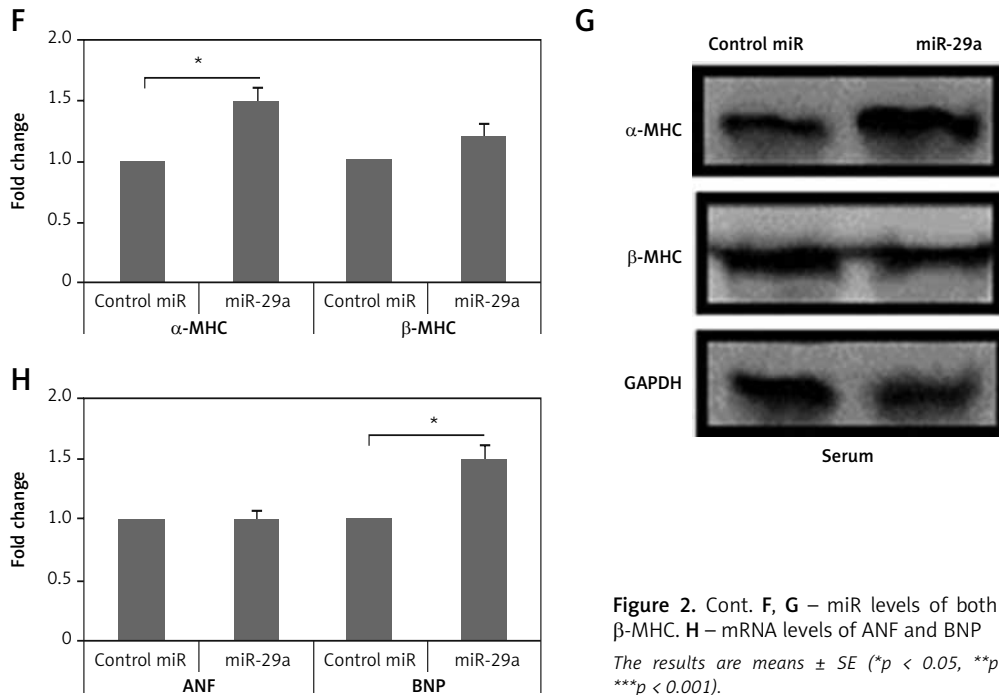 F
2.0
1.5
1.0
0.5
0
Fold change
*
Control miR miR-29a Control miR miR-29a
α-MHC β-MHC
G
Control miR miR-29a
α-MHC
β-MHC
GAPDH
Serum
H
2.0
1.5
1.0
0.5
0
Fold change
*
Control miR miR-29a Control miR miR-29a
ANF BNP
Figure 2. Cont. F, G – miR levels of both
β-MHC. H – mRNA levels of ANF and BNP
The results are means ± SE (*p < 0.05, **p
***p < 0.001).